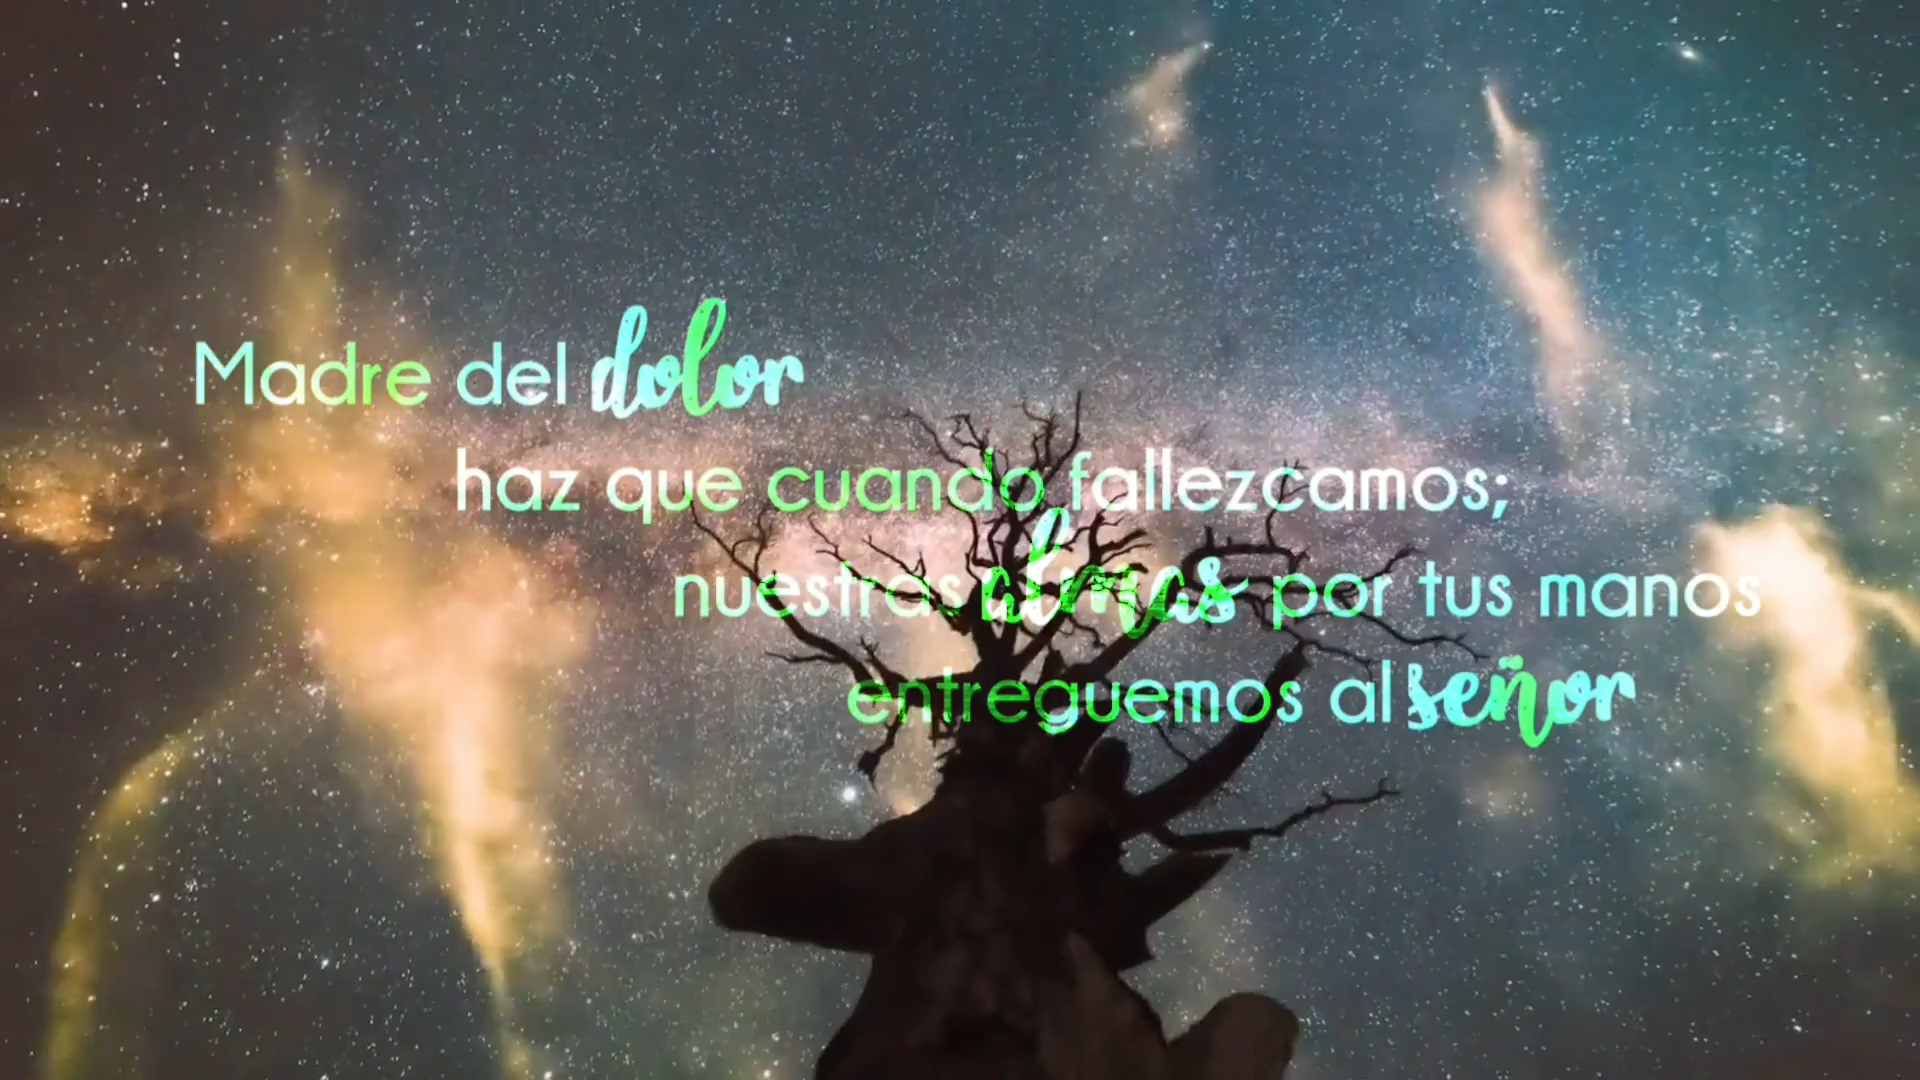 Madre del dolor
haz que cuando fallezcamos;
nuestras almas por tus manos
entreguemos al señor